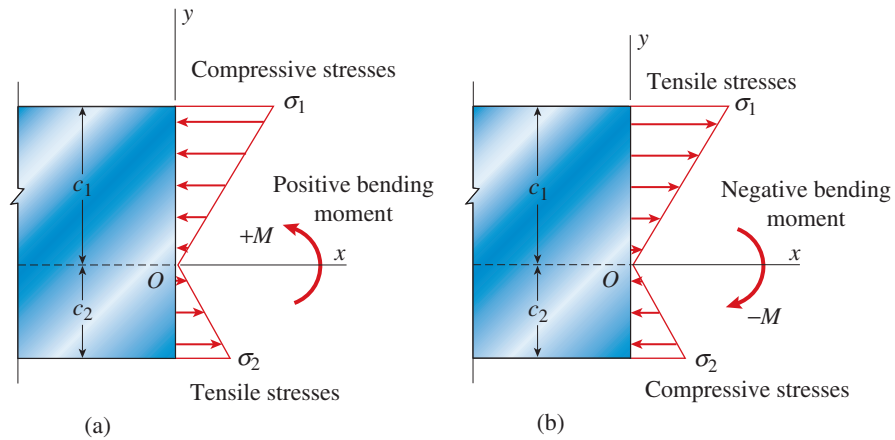 y
Compressive stresses
σ1
c1
Positive bending
moment
+M
x
O
c2
σ2
Tensile stresses
(a)
y
Tensile stresses
σ1
c1
Negative bending
moment
x
O
c2
−M
σ2
Compressive stresses
(b)